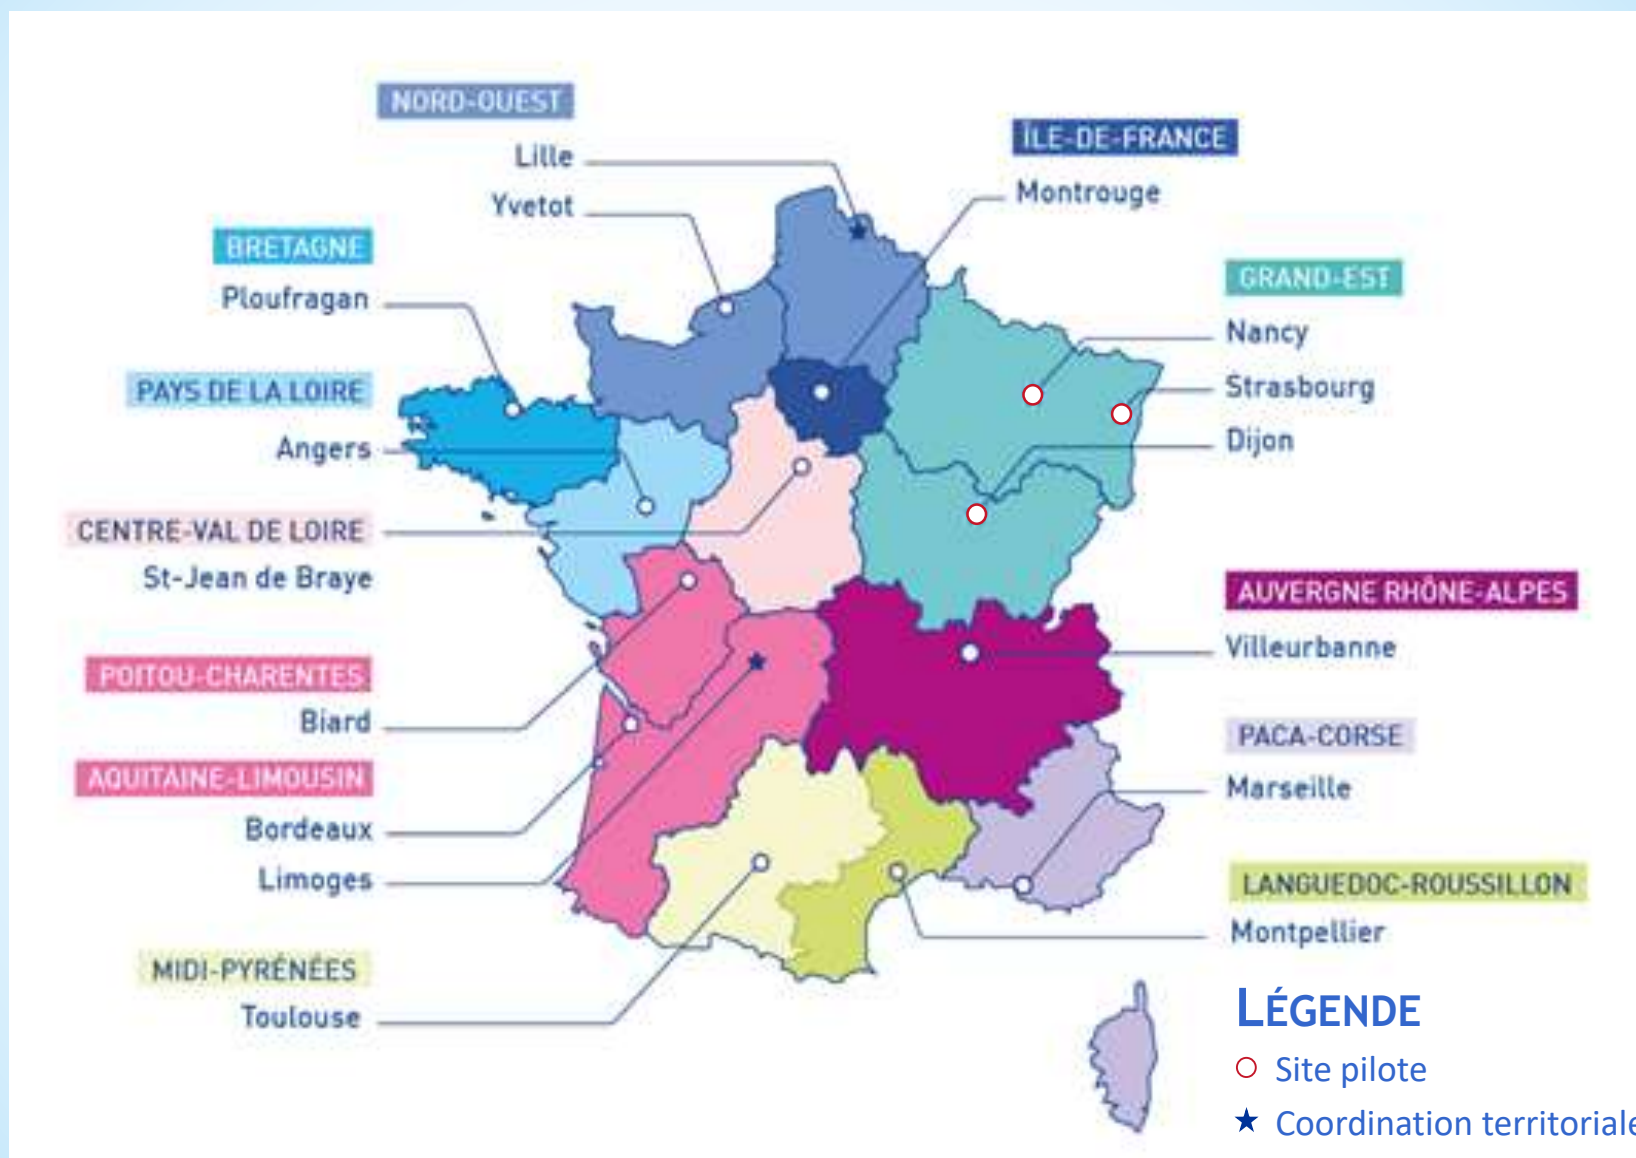 NORD-OUEST
Lille
Yvetot
BRETAGNE
Ploufragan
PAYS DE LA LOIRE
Angers
CENTRE-VAL DE LOIRE
St-Jean de Braye
POITOU-CHARENTES
Biard
AQUITAINE-LIMOUSIN
Bordeaux
Limoges
MIDI-PYRÉNÉES
Toulouse
ÎLE-DE-FRANCE
Montrouge
GRAND-EST
Nancy
Strasbourg
Dijon
AUVERGNE RHÔNE-ALPES
Villeurbanne
PACA-CORSE
Marseille
LANGUEDOC-ROUSSILLON
Montpellier
LÉGENDE
Site pilote
Coordination territoriale